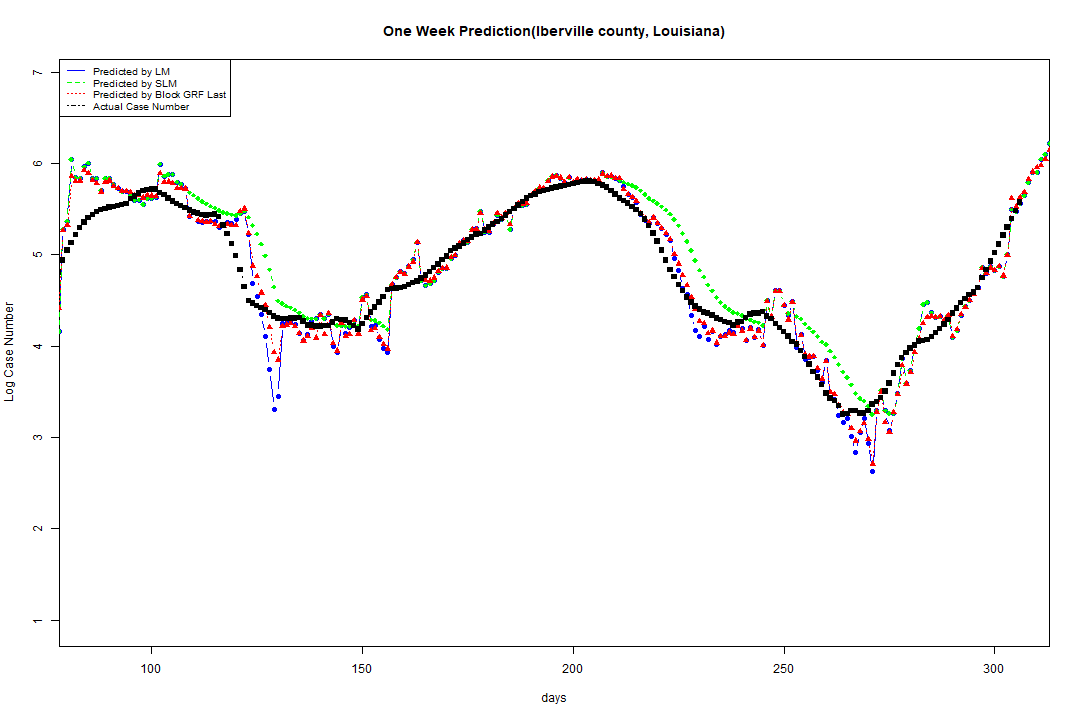 One Week Prediction(Iberville county, Louisiana)
Predicted by LM
Predicted by SLM
Predicted by Block GRF Last
Actual Case Number
7
6
5
4
3
2
1
Log Case Number
100 150 200 250 300
days